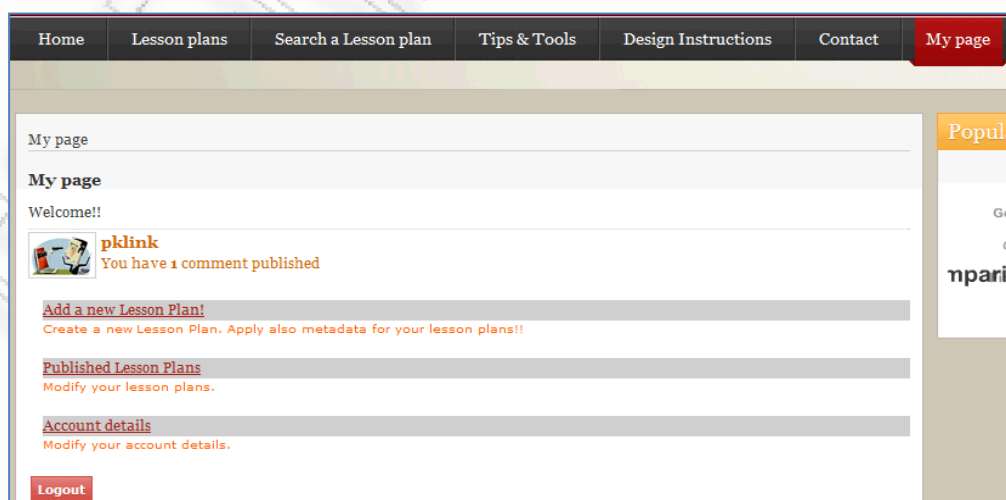 Home Lesson plans Search a Lesson plan Tips & Tools Design Instructions Contact My page
My page
My page
Welcome!!
pklink
You have 1 comment published
Add a new Lesson Plan!
Create a new Lesson Plan. Apply also metadata for your lesson plans!!
Published Lesson Plans
Modify your lesson plans.
Account details
Modify your account details.
Logout
Popul